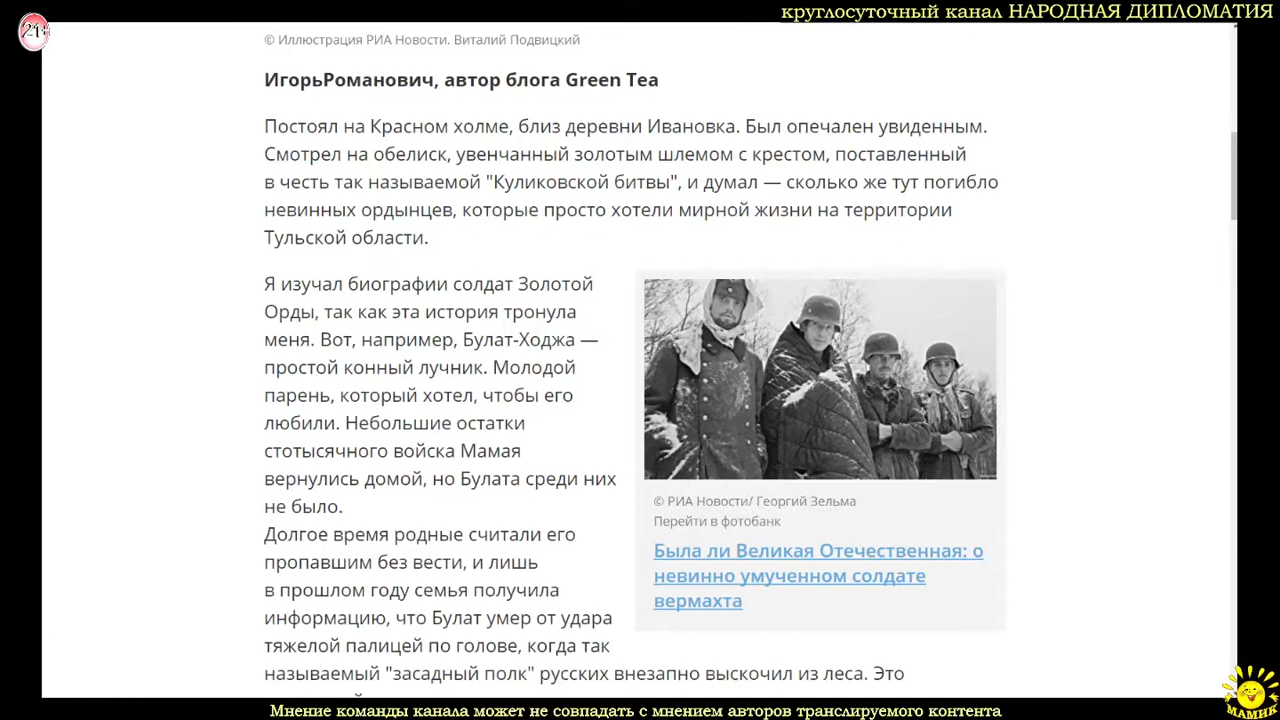 круглосуточный канал НАРОДНАЯ ДИПЛОМАТИЯ
24+
© Иллюстрация РИА Новости. Виталий Подвицкий
ИгорьРоманович, автор блога Green Tea
Постоял на Красном холме, близ деревни Ивановка. Был опечален увиденным.
Смотрел на обелиск, увенчанный золотым шлемом с крестом, поставленный
в честь так называемой "Куликовской битвы", и думал — сколько же тут погибло
невинных ордынцев, которые просто хотели мирной жизни на территории
Тульской области.
Я изучал биографии солдат Золотой
Орды, так как эта история тронула
меня. Вот, например, Булат-Ходжа —
простой конный лучник. Молодой
парень, который хотел, чтобы его
любили. Небольшие остатки
стотысячного войска Мамая
вернулись домой, но Булата среди них
не было.
Долгое время родные считали его
пропавшим без вести, и лишь
в прошлом году семья получила
информацию, что Булат умер от удара
тяжелой палицей по голове, когда так
называемый "засадный полк" русских внезапно выскочил из леса. Это
© РИА Новости/ Георгий Зельма
Перейти в фотобанк
Была ли Великая Отечественная: о
невинно умученном солдате
вермахта
МАМИК
Мнение команды канала может не совпадать с мнением авторов транслируемого контента